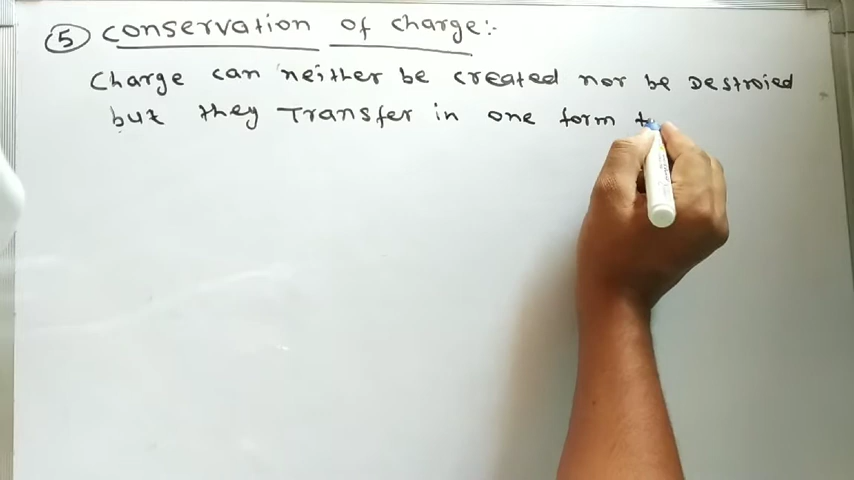 5 Conservation of charge:-
Charge can neither be created nor be Destroied
but they Transfer in one form